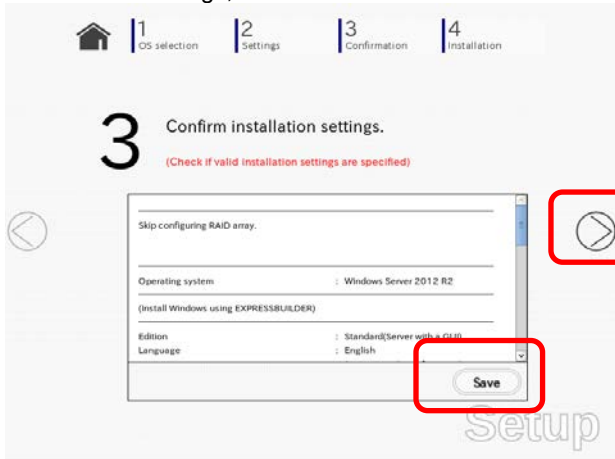 1
OS selection
2
Settings
3
Confirmation
4
Installation
3
Confirm installation settings.
(Check if valid installation settings are specified)
Skip configuring RAID array.
Operating system : Windows Server 2012 R2
(Install Windows using EXPRESSBUILDER)
Edition : Standard(Server with a GUI)
Language : English
Save
Setup